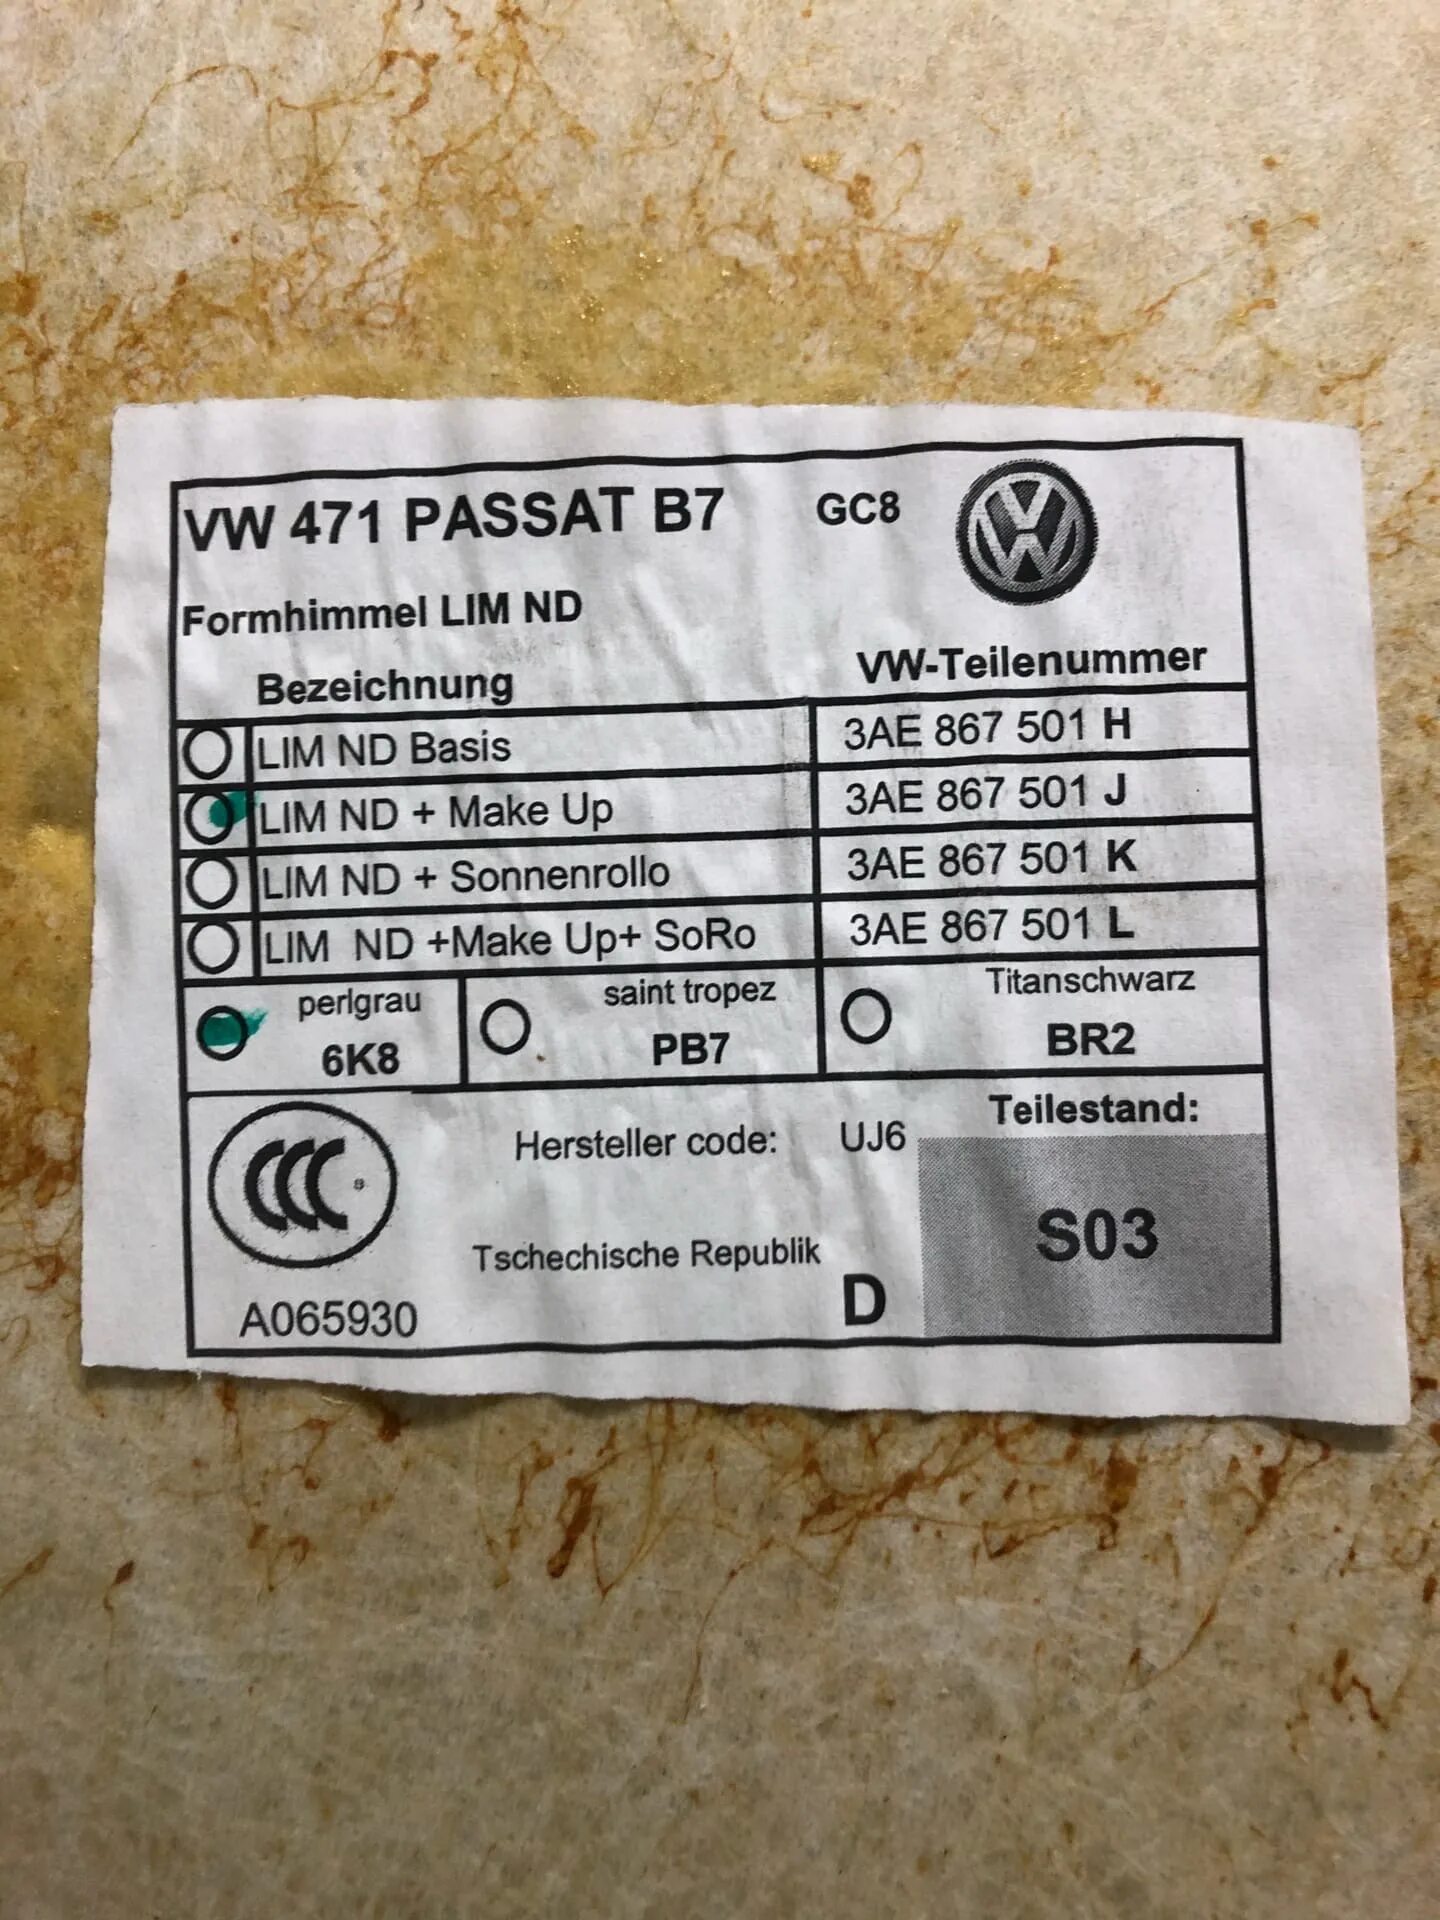 VW 471 PASSAT B7 GC8
Formhimmel LIM ND
Bezeichnung VW-Teilenummer
LIM ND Basis 3AE 867 501 H
LIM ND + Make Up 3AE 867 501 J
LIM ND + Sonnenrollo 3AE 867 501 K
LIM ND +Make Up+ SoRo 3AE 867 501 L
perlgrau
6K8
saint tropez
PB7
Titanschwarz
BR2
CCC
A065930
Hersteller code: UJ6
Tschechische Republik
D
Teilestand:
S03